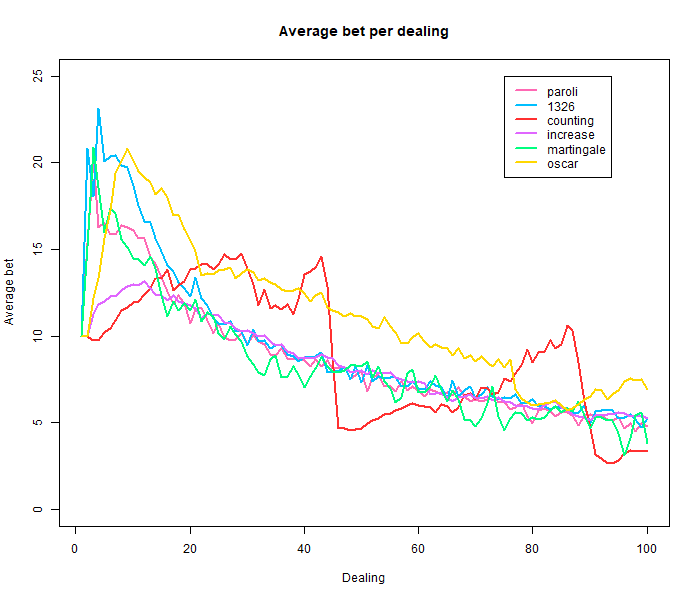 Average bet per dealing
paroli
1326
counting
increase
martingale
oscar
Average bet
25
20
15
10
5
0
0 20 40 60 80 100
Dealing